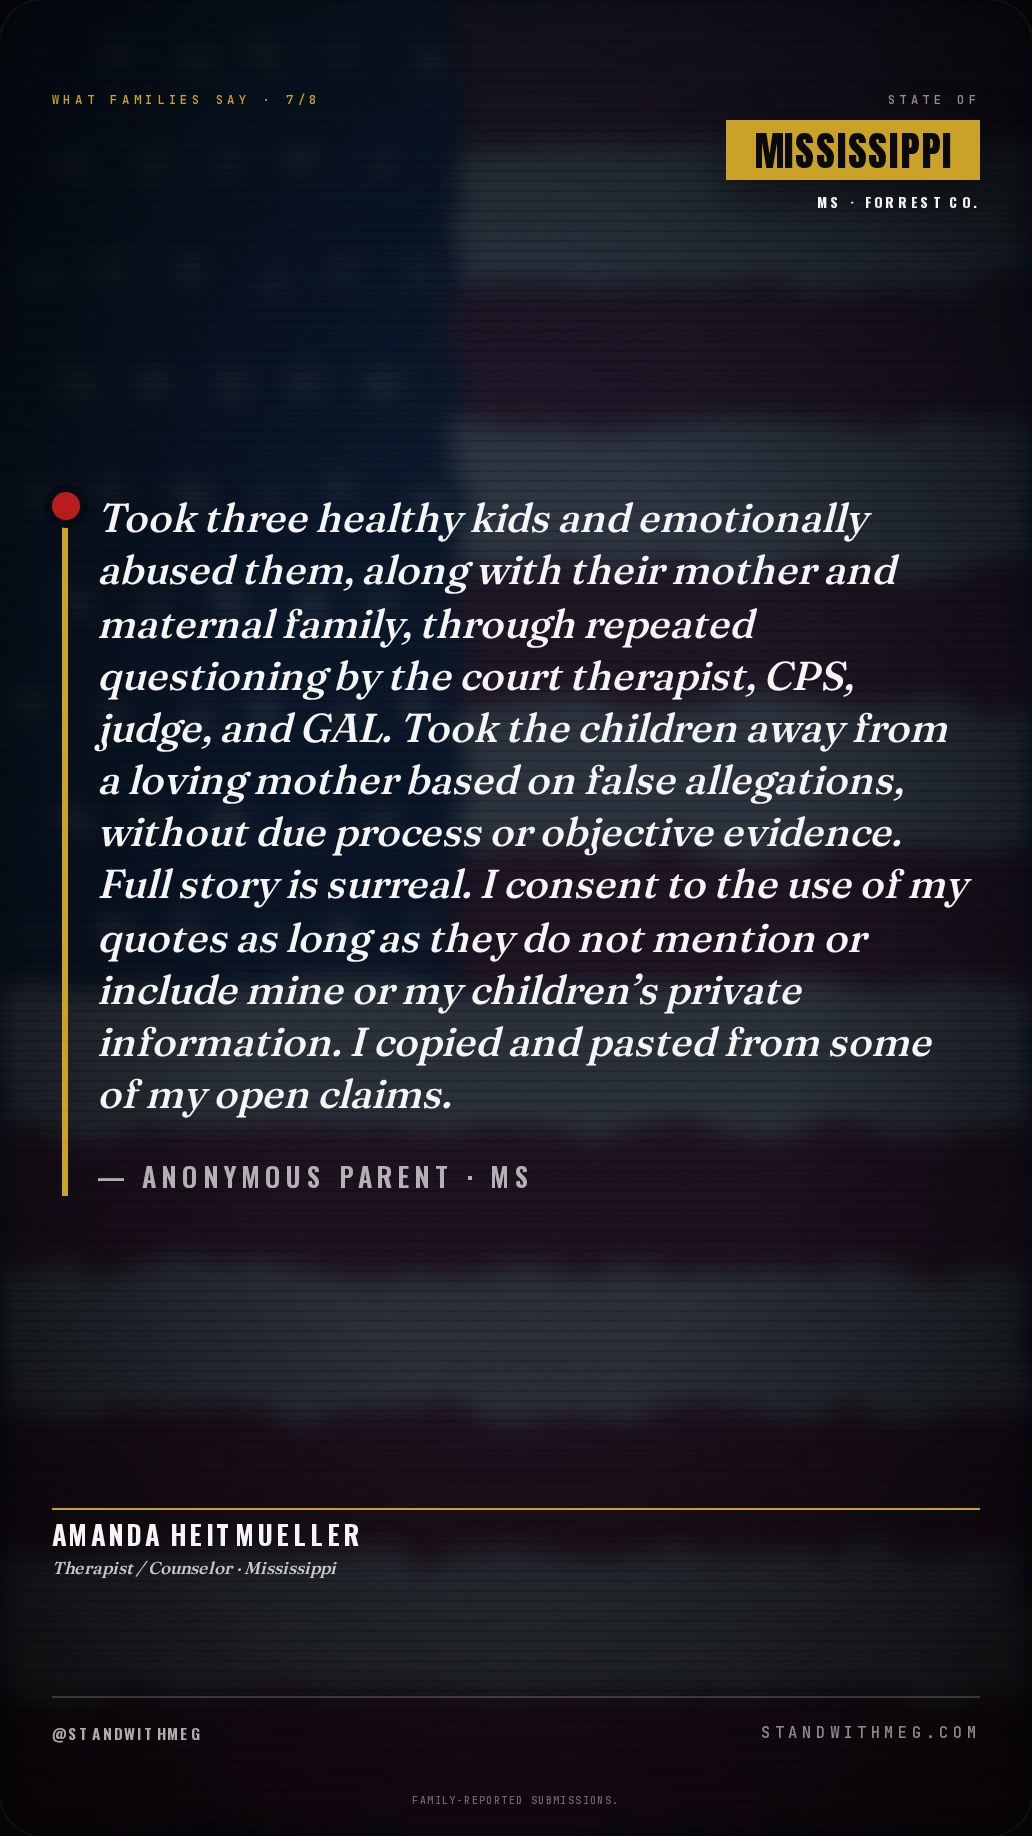 WHAT FAMILIES SAY · 7/8
STATE OF
MISSISSIPPI
MS · FORREST CO.
Took three healthy kids and emotionally
abused them, along with their mother and
maternal family, through repeated
questioning by the court therapist, CPS,
judge, and GAL. Took the children away from
a loving mother based on false allegations,
without due process or objective evidence.
Full story is surreal. I consent to the use of my
quotes as long as they do not mention or
include mine or my children’s private
information. I copied and pasted from some
of my open claims.
— ANONYMOUS PARENT · MS
AMANDA HEITMUELLER
Therapist / Counselor · Mississippi
@STANDWITHMEG
STANDWITHMEG.COM
FAMILY-REPORTED SUBMISSIONS.